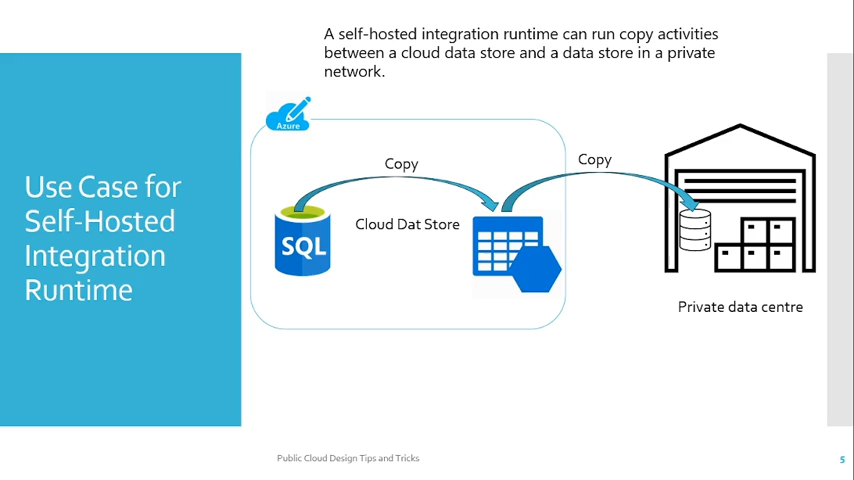 A self-hosted integration runtime can run copy activities
between a cloud data store and a data store in a private
network.
Use Case for
Self-Hosted
Integration
Runtime
Azure
Copy
Copy
SQL
Cloud Dat Store
Private data centre
Public Cloud Design Tips and Tricks
5